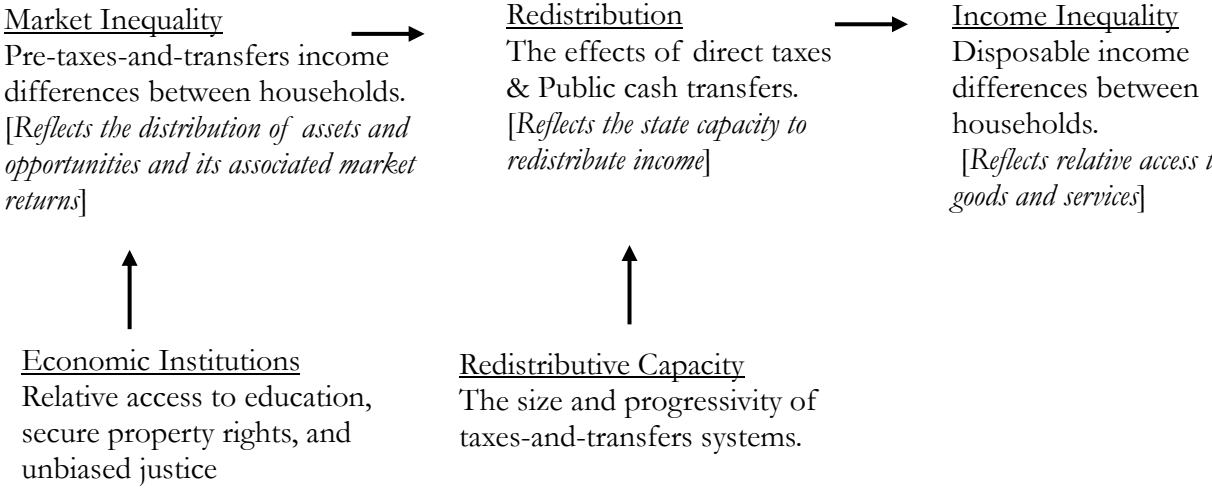 Market Inequality
Pre-taxes-and-transfers income
differences between households.
[Reflects the distribution of assets and
opportunities and its associated market
returns]
Redistribution
The effects of direct taxes
& Public cash transfers.
[Reflects the state capacity to
redistribute income]
Income Inequality
Disposable income
differences between
households.
[Reflects relative access
goods and services]
Economic Institutions
Relative access to education,
secure property rights, and
unbiased justice
Redistributive Capacity
The size and progressivity of
taxes-and-transfers systems.